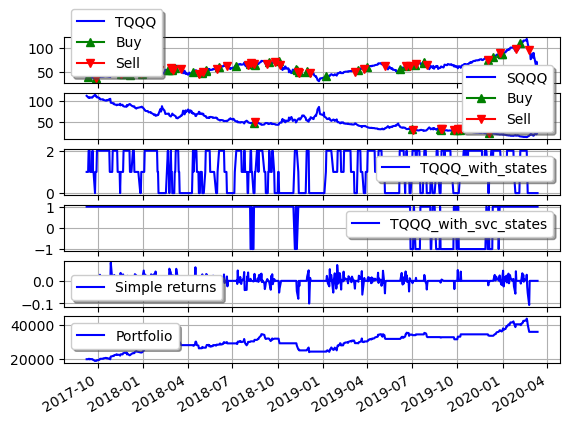 TQQQ
Buy
Sell
100
50
SQQQ
Buy
Sell
100
50
TQQQ_with_states
2
0
TQQQ_with_svc_states
1
−1
Simple returns
0.0
−0.1
Portfolio
40000
20000
2017-10
2018-01
2018-04
2018-07
2018-10
2019-01
2019-04
2019-07
2019-10
2020-01
2020-04